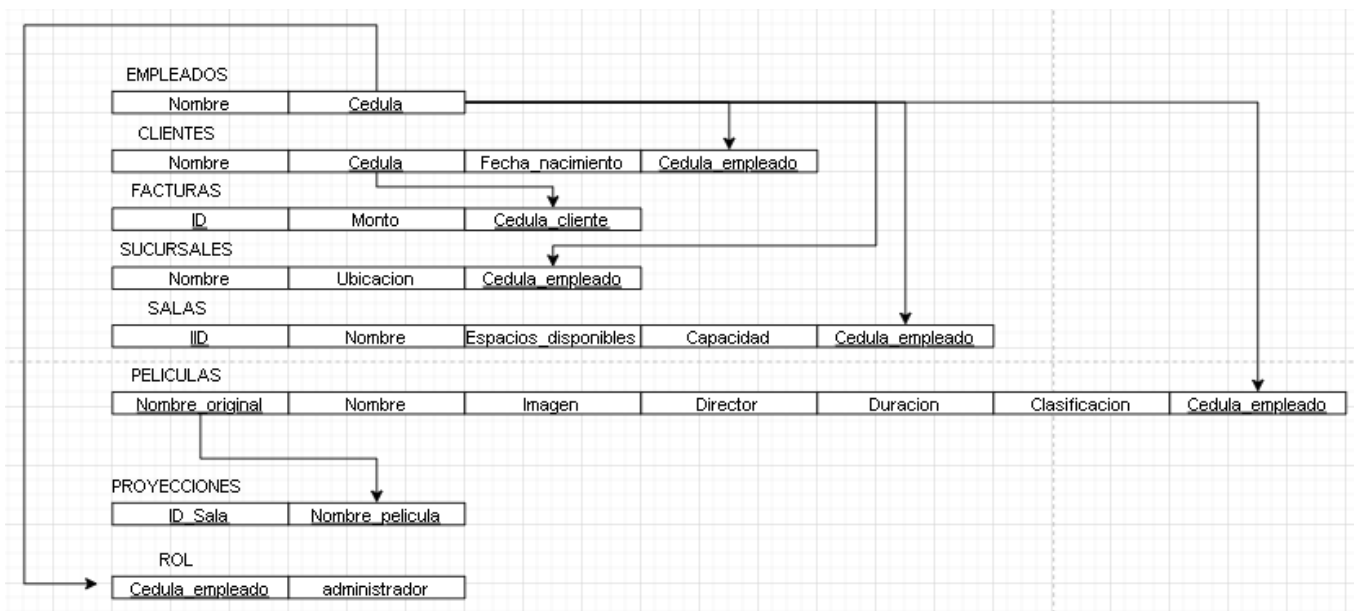 EMPLEADOS
Nombre Cedula
CLIENTES
Nombre Cedula Fecha_nacimiento Cedula_empleado
FACTURAS
ID Monto Cedula_cliente
SUCURSALES
Nombre Ubicacion Cedula_empleado
SALAS
IID Nombre Espacios_disponibles Capacidad Cedula_empleado
PELICULAS
Nombre_original Nombre Imagen Director Duracion Clasificacion Cedula_empleado
PROYECCIONES
ID_Sala Nombre_pelicula
ROL
Cedula_empleado administrador